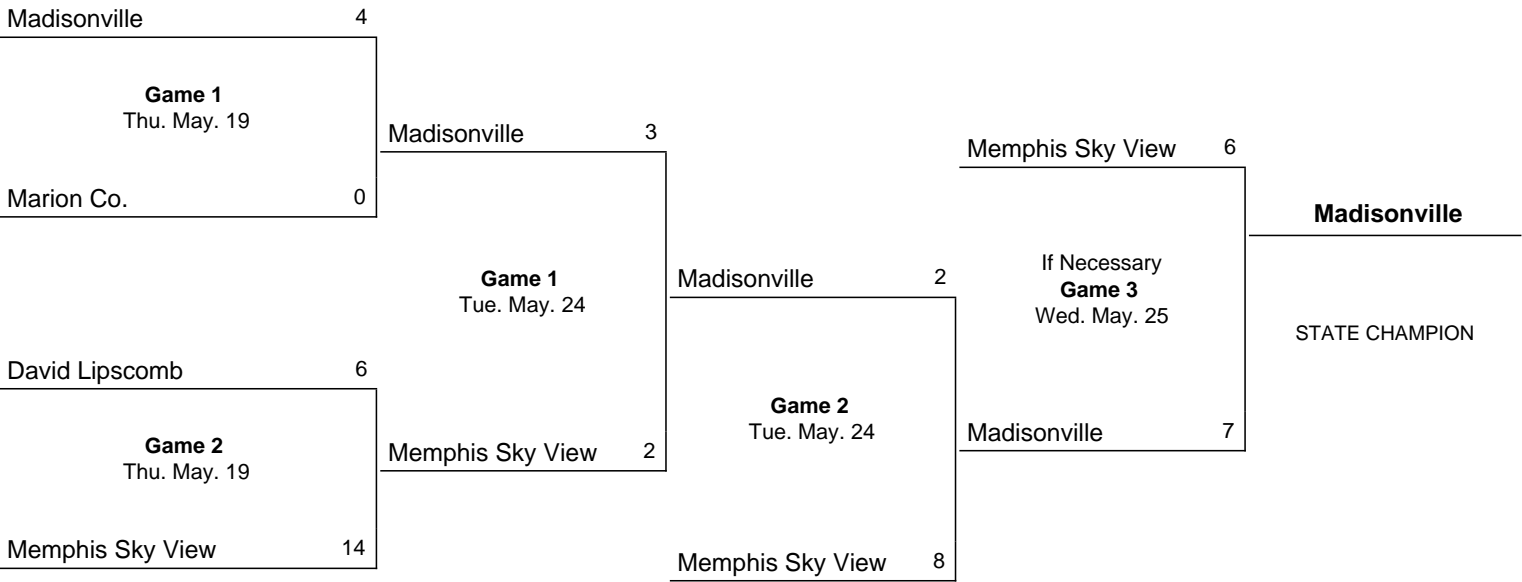 Madisonville 4
Game 1
Thu. May. 19
Marion Co. 0
David Lipscomb 6
Game 2
Thu. May. 19
Memphis Sky View 14
Madisonville 3
Game 1
Tue. May. 24
Memphis Sky View 2
Madisonville 2
Game 2
Tue. May. 24
Memphis Sky View 8
Memphis Sky View 6
If Necessary
Game 3
Wed. May. 25
Madisonville 7
Madisonville
STATE CHAMPION